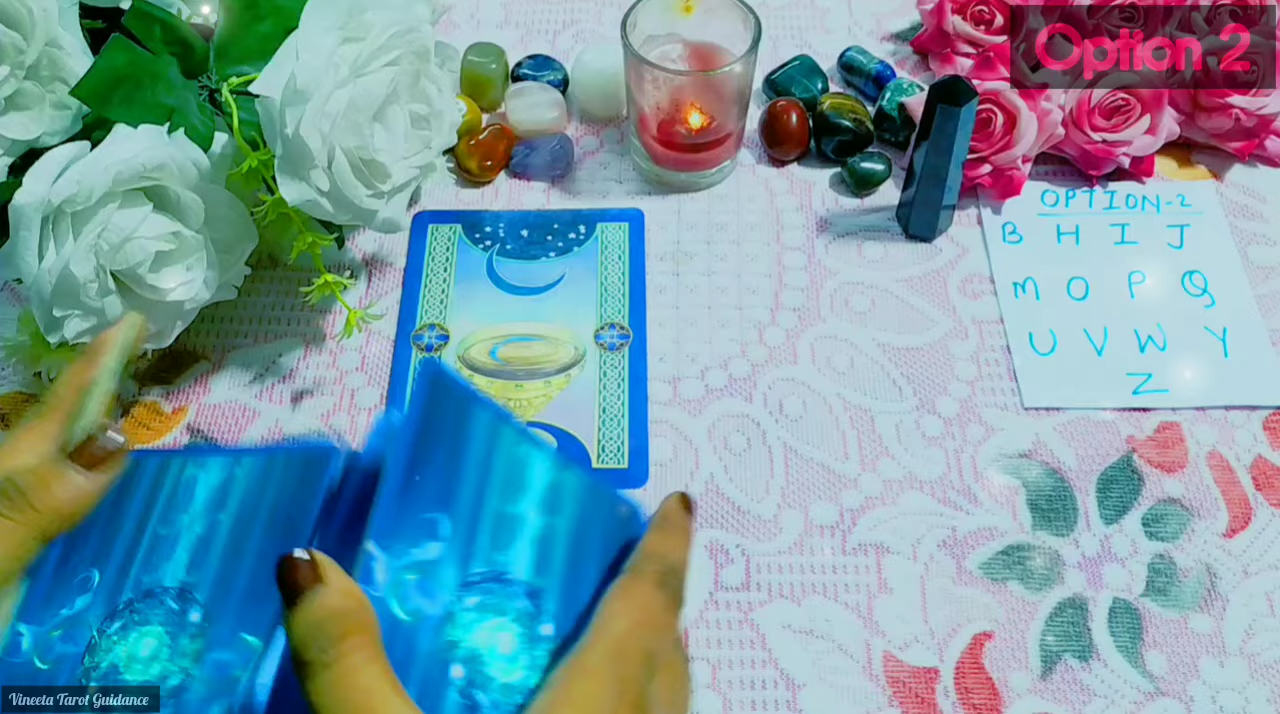 Option 2
OPTION-2
B H I J
M O P Q
U V W Y
Z
Vineeta Tarot Guidance